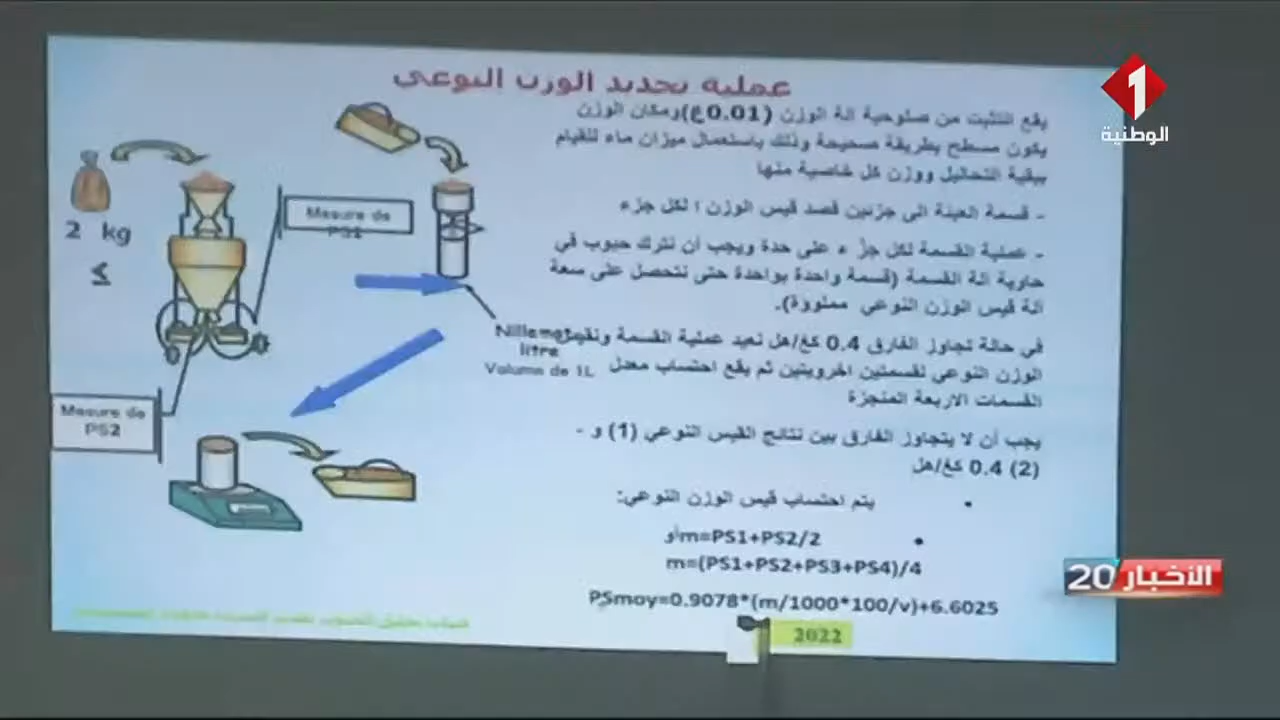 عملية تحديد الوزن النوعي
يقع التثبت من صلوحية آلة الوزن (0.01غ)ومكان الوزن
يكون مسطح بطريقة صحيحة وذلك باستعمال ميزان ماء للقيام
ببقية التحاليل ووزن كل خاصية منها
- قسمة العينة الى جزئين قصد قيس الوزن ا لكل جزء
- عملية القسمة لكل جزْ ء على حدة ويجب أن نترك حبوب في
حاوية آلة القسمة (قسمة واحدة بواحدة حتى نتحصل على سعة
آلة قيس الوزن النوعي مملوؤة).
في حالة تجاوز الفارق 0.4 كغ/هل نعيد عملية القسمة ونقيس
الوزن النوعي لقسمتين اخرويتين ثم يقع احتساب معدل
القسمات الاربعة المنجزة
يجب أن لا يتجاوز الفارق بين نتائج القيس النوعي (1) و -
(2) 0.4 كغ/هل
• يتم احتساب قيس الوزن النوعي:
• m=PS1+PS2/2أو
m=(PS1+PS2+PS3+PS4)/4
PSmoy=0.9078*(m/1000*100/v)+6.6025
2022
2 kg
≤
Mesure de
PS1
Mesure de
PS2
litre
Volume de 1L
1
الوطنية
الأخبار 20